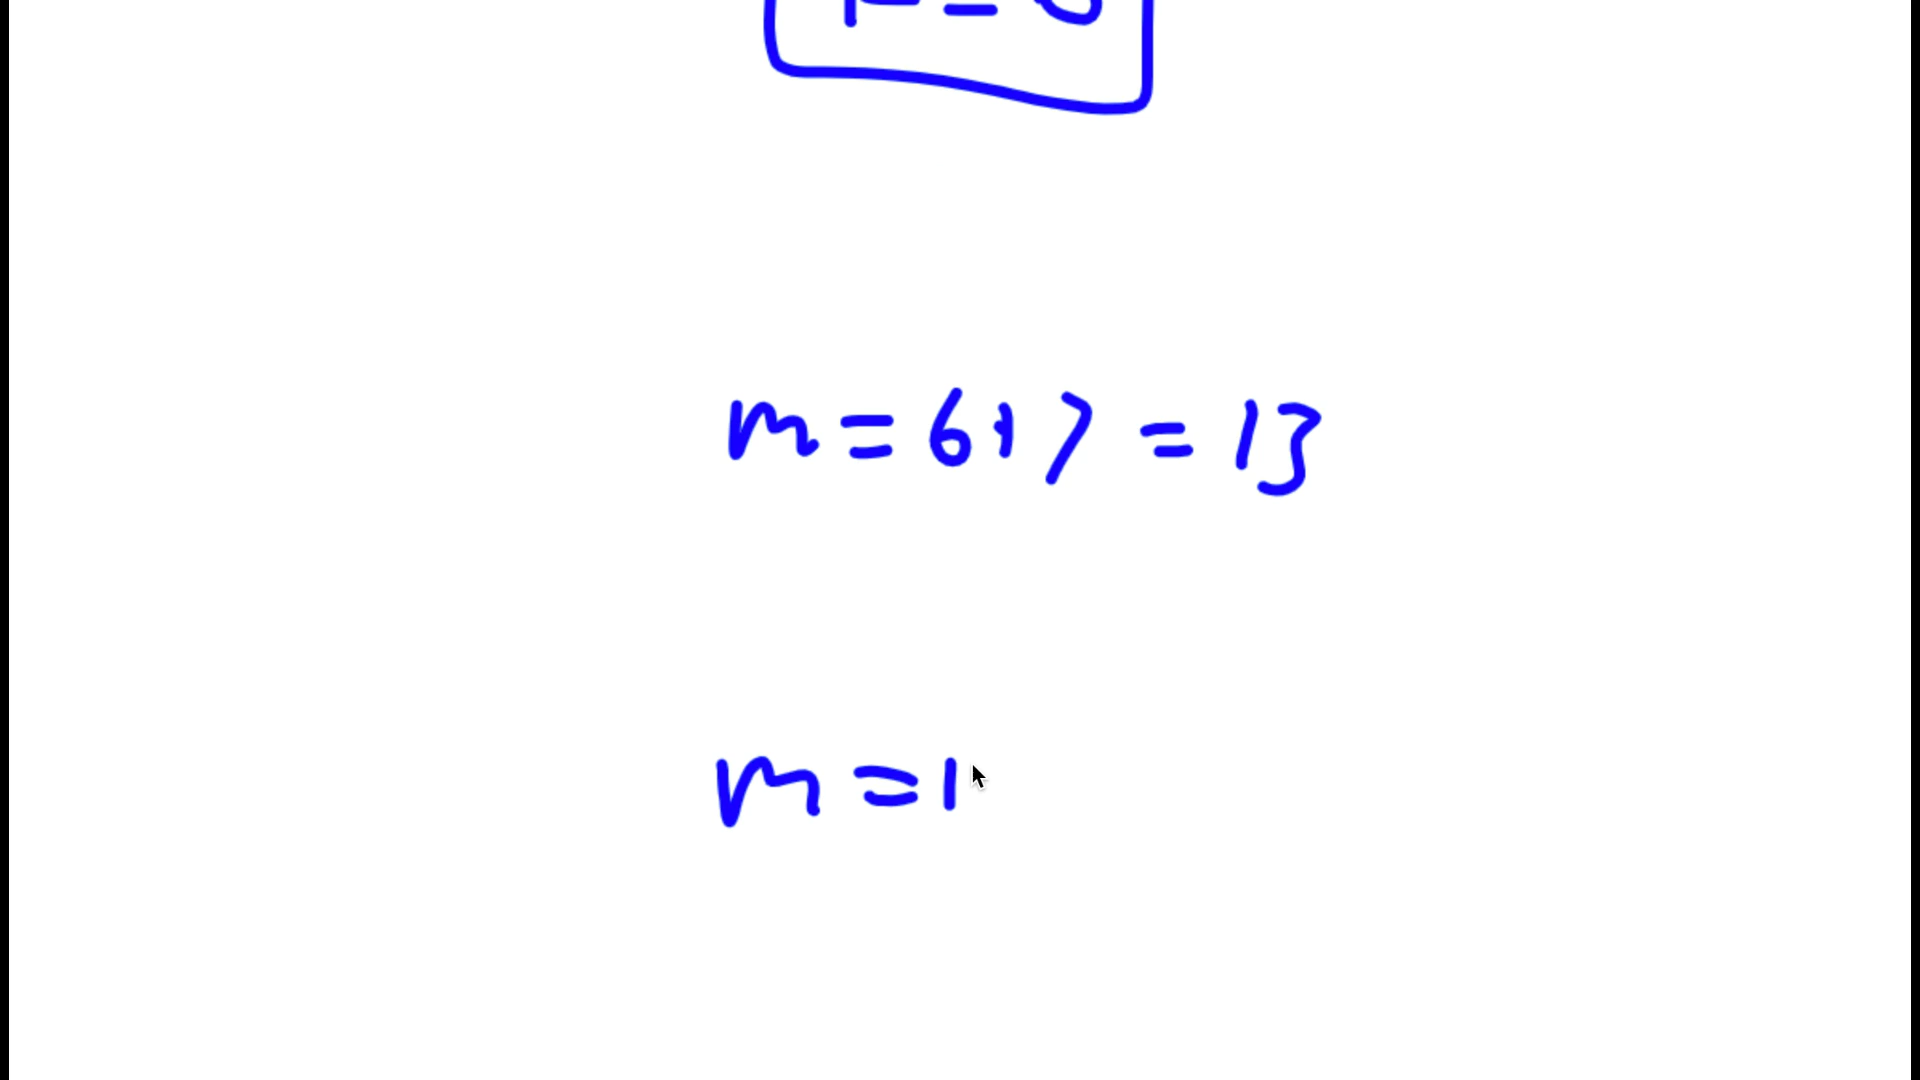 m = 6+7 = 13
m = 1